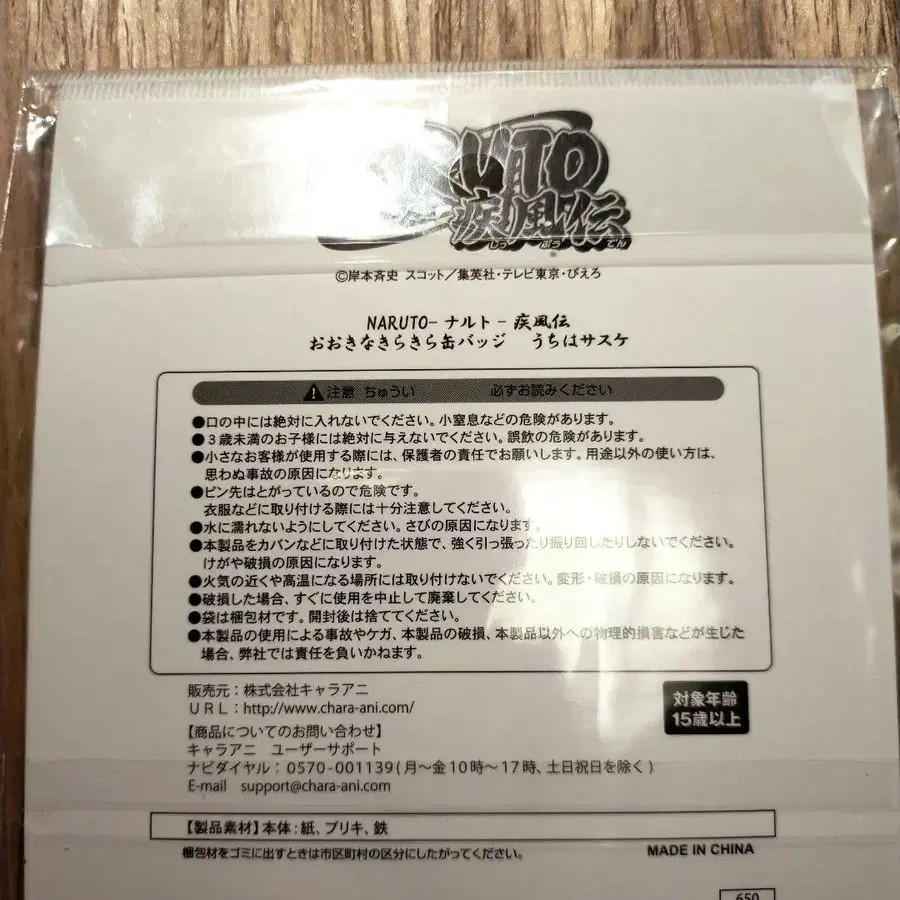 RUTO
疾風伝
しっ ぷう でん
©岸本斉史 スコット／集英社・テレビ東京・ぴえろ
NARUTO- ナルト - 疾風伝
おおきなきらきら缶バッジ うちはサスケ
注意 ちゅうい 必ずお読みください
●口の中には絶対に入れないでください。小窒息などの危険があります。
●３歳未満のお子様には絶対に与えないでください。誤飲の危険があります。
●小さなお客様が使用する際には、保護者の責任でお願いします。用途以外の使い方は、
思わぬ事故の原因になります。
●ピン先はとがっているので危険です。
衣服などに取り付ける際には十分注意してください。
●水に濡れないようにしてください。さびの原因になります。
●本製品をカバンなどに取り付けた状態で、強く引っ張ったり振り回したりしないでください。
けがや破損の原因になります。
●火気の近くや高温になる場所には取り付けないでください。変形・破損の原因になります。
●破損した場合、すぐに使用を中止して廃棄してください。
●袋は梱包材です。開封後は捨ててください。
●本製品の使用による事故やケガ、本製品の破損、本製品以外への物理的損害などが生じた
場合、弊社では責任を負いかねます。
販売元：株式会社キャラアニ
ＵＲＬ：http://www.chara-ani.com/
対象年齢
15歳以上
【商品についてのお問い合わせ】
キャラアニ ユーザーサポート
ナビダイヤル：0570-001139(月～金10時～17時、土日祝日を除く)
E-mail support@chara-ani.com
【製品素材】本体：紙、ブリキ、鉄
梱包材をゴミに出すときは市区町村の区分にしたがってください。
MADE IN CHINA
650